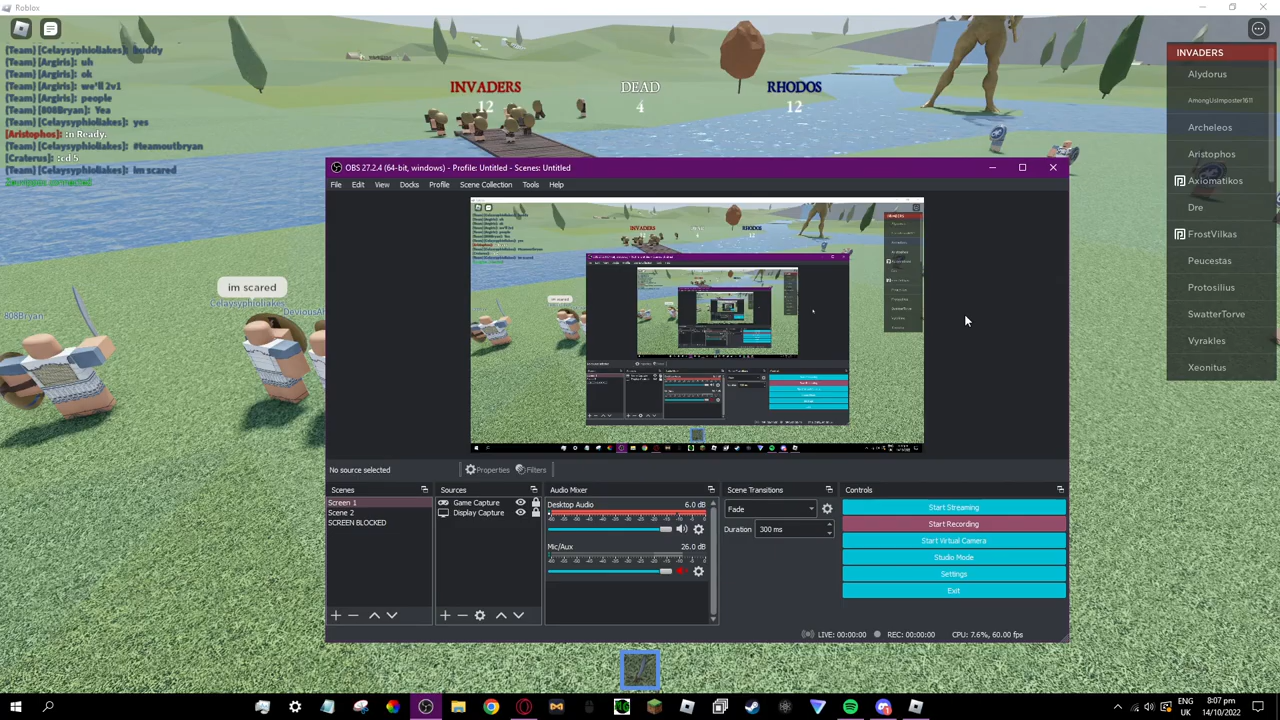 Roblox
{Team} [Celaysypholiakes]: buddy
{Team} [Argiris]: uh
{Team} [Argiris]: ok
{Team} [Argiris]: we'll 2v1
{Team} [Argiris]: people
{Team} [808Bryan]: Yea
{Team} [Celaysypholiakes]: yes
[Aristophos]: :n Ready.
{Team} [Celaysypholiakes]: #teamoutbryan
[Craterus]: :cd 5
{Team} [Celaysypholiakes]: im scared
INVADERS
12
DEAD
4
RHODOS
12
INVADERS
Alydorus
AmongUsImposter1611
Archeleos
Aristophos
Axiomatikos
Dre
FrostVilkas
Peucestas
Protosilius
SwatterTorve
Vyrakles
Xeonitus
im scared
Celaysypholiakes
808Bryan
OBS 27.2.4 (64-bit, windows) - Profile: Untitled - Scenes: Untitled
File Edit View Docks Profile Scene Collection Tools Help
No source selected
Properties Filters
Scenes
Screen 1
Scene 2
SCREEN BLOCKED
Sources
Game Capture
Display Capture
Audio Mixer
Desktop Audio 6.0 dB
Mic/Aux 26.0 dB
Scene Transitions
Fade
Duration 300 ms
Controls
Start Streaming
Start Recording
Start Virtual Camera
Studio Mode
Settings
Exit
LIVE: 00:00:00 REC: 00:00:00 CPU: 7.6%, 60.00 fps
ENG
UK
8:07 pm
14/10/2022